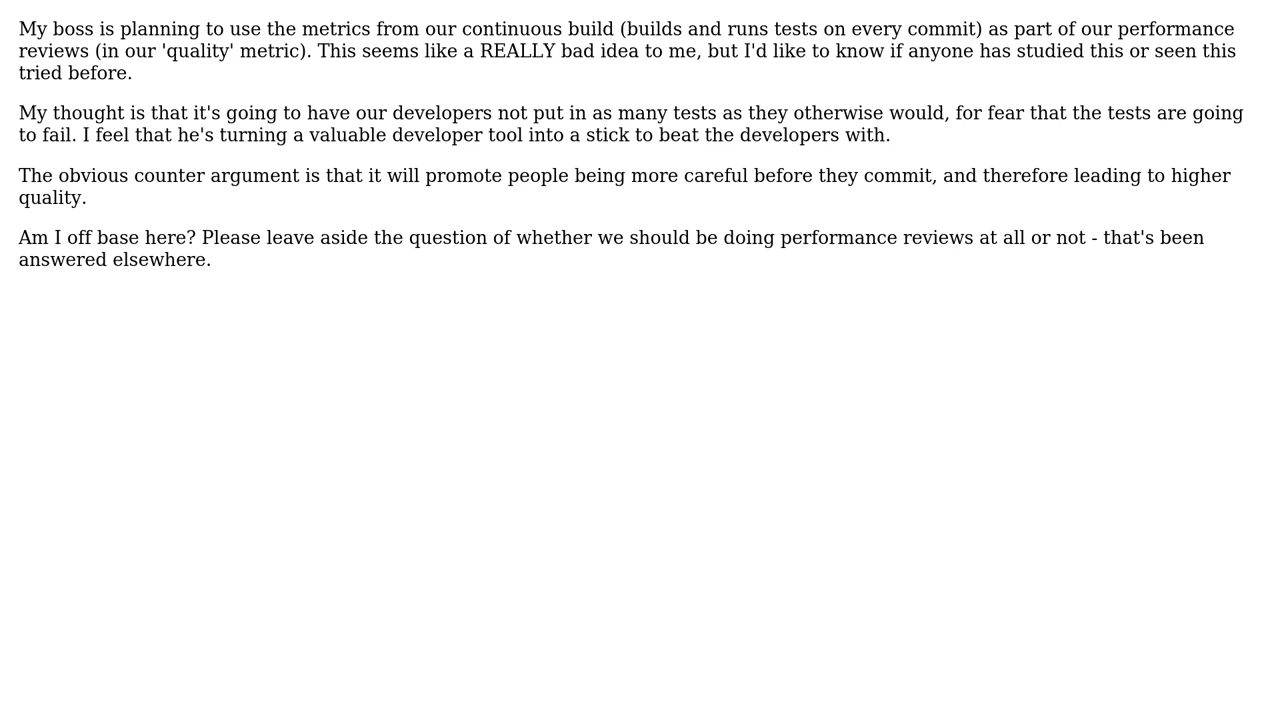 My boss is planning to use the metrics from our continuous build (builds and runs tests on every commit) as part of our performance
reviews (in our 'quality' metric). This seems like a REALLY bad idea to me, but I'd like to know if anyone has studied this or seen this
tried before.
My thought is that it's going to have our developers not put in as many tests as they otherwise would, for fear that the tests are going
to fail. I feel that he's turning a valuable developer tool into a stick to beat the developers with.
The obvious counter argument is that it will promote people being more careful before they commit, and therefore leading to higher
quality.
Am I off base here? Please leave aside the question of whether we should be doing performance reviews at all or not - that's been
answered elsewhere.